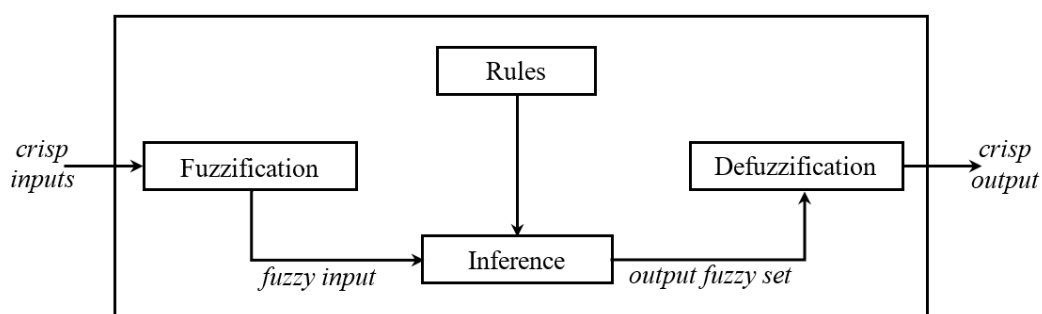 Rules
crisp
inputs
Fuzzification
Defuzzification
crisp
output
Inference
fuzzy input
output fuzzy set